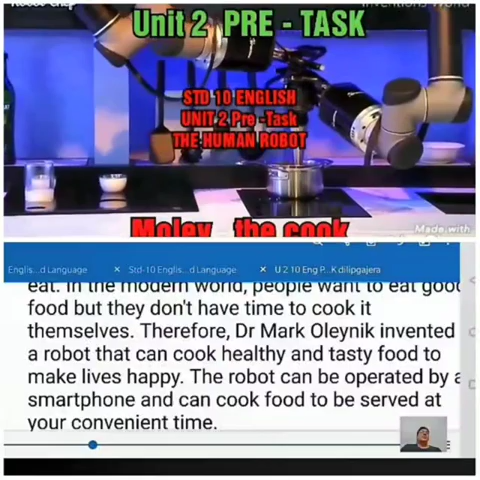 Unit 2 PRE - TASK
STD 10 ENGLISH
UNIT 2 Pre -Task
THE HUMAN ROBOT
Moley the cook
Made with
Englis...d Language × Std-10 Englis...d Language × U 2 10 Eng P...K dilipgajera
eat. In the modern world, people want to eat good
food but they don't have time to cook it
themselves. Therefore, Dr Mark Oleynik invented
a robot that can cook healthy and tasty food to
make lives happy. The robot can be operated by a
smartphone and can cook food to be served at
your convenient time.